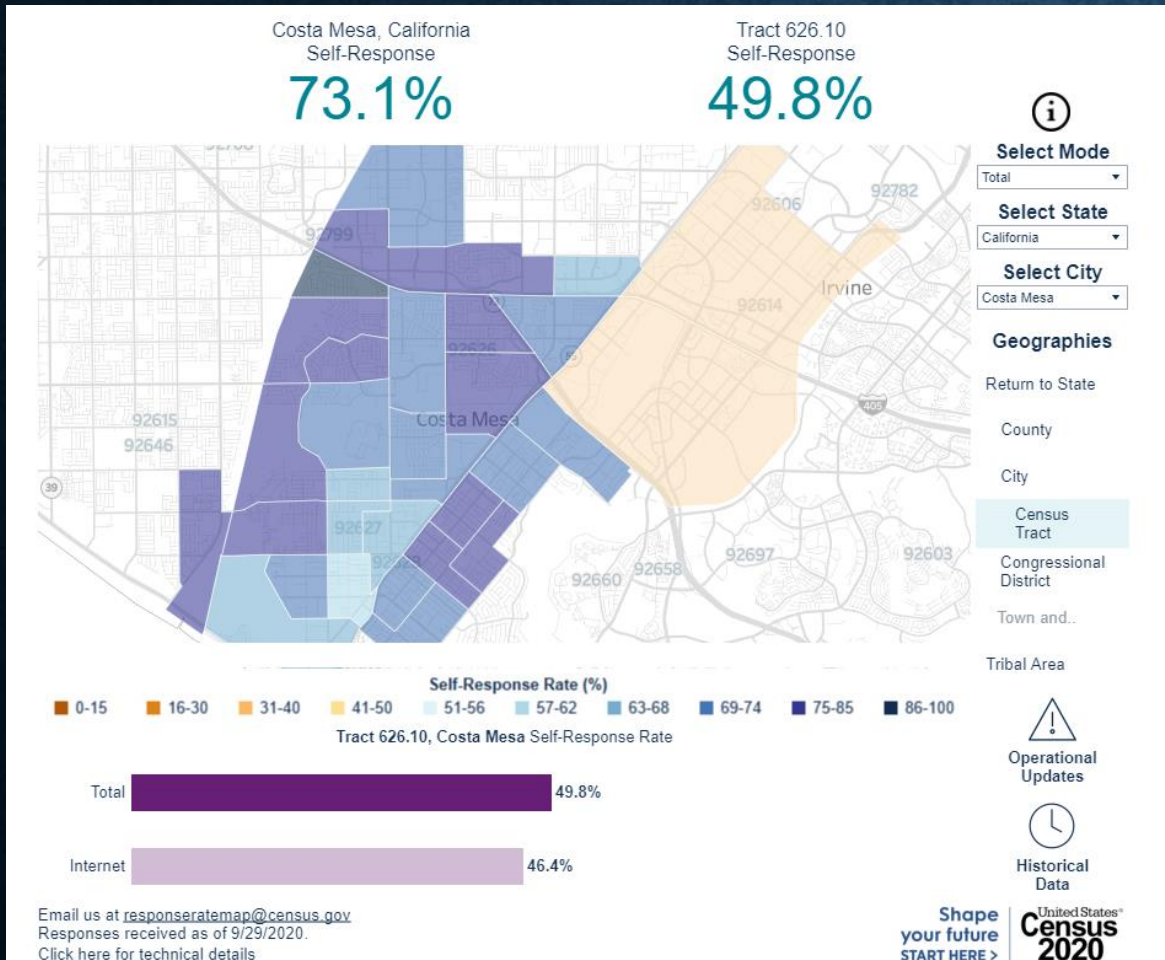 Costa Mesa, California
Self-Response
73.1%
Tract 626.10
Self-Response
49.8%
i
Select Mode
Total
Select State
California
Select City
Costa Mesa
Geographies
Return to State
County
City
Census
Tract
Congressional
District
Town and..
Tribal Area
Operational
Updates
Historical
Data
92799
92606
92782
92614
Irvine
92626
55
405
92615
92646
Costa Mesa
39
92627
92660
92658
92697
92603
Self-Response Rate (%)
0-15 16-30 31-40 41-50 51-56 57-62 63-68 69-74 75-85 86-100
Tract 626.10, Costa Mesa Self-Response Rate
Total 49.8%
Internet 46.4%
Email us at responseratemap@census.gov
Responses received as of 9/29/2020.
Click here for technical details
Shape
your future
START HERE >
United States®
Census
2020